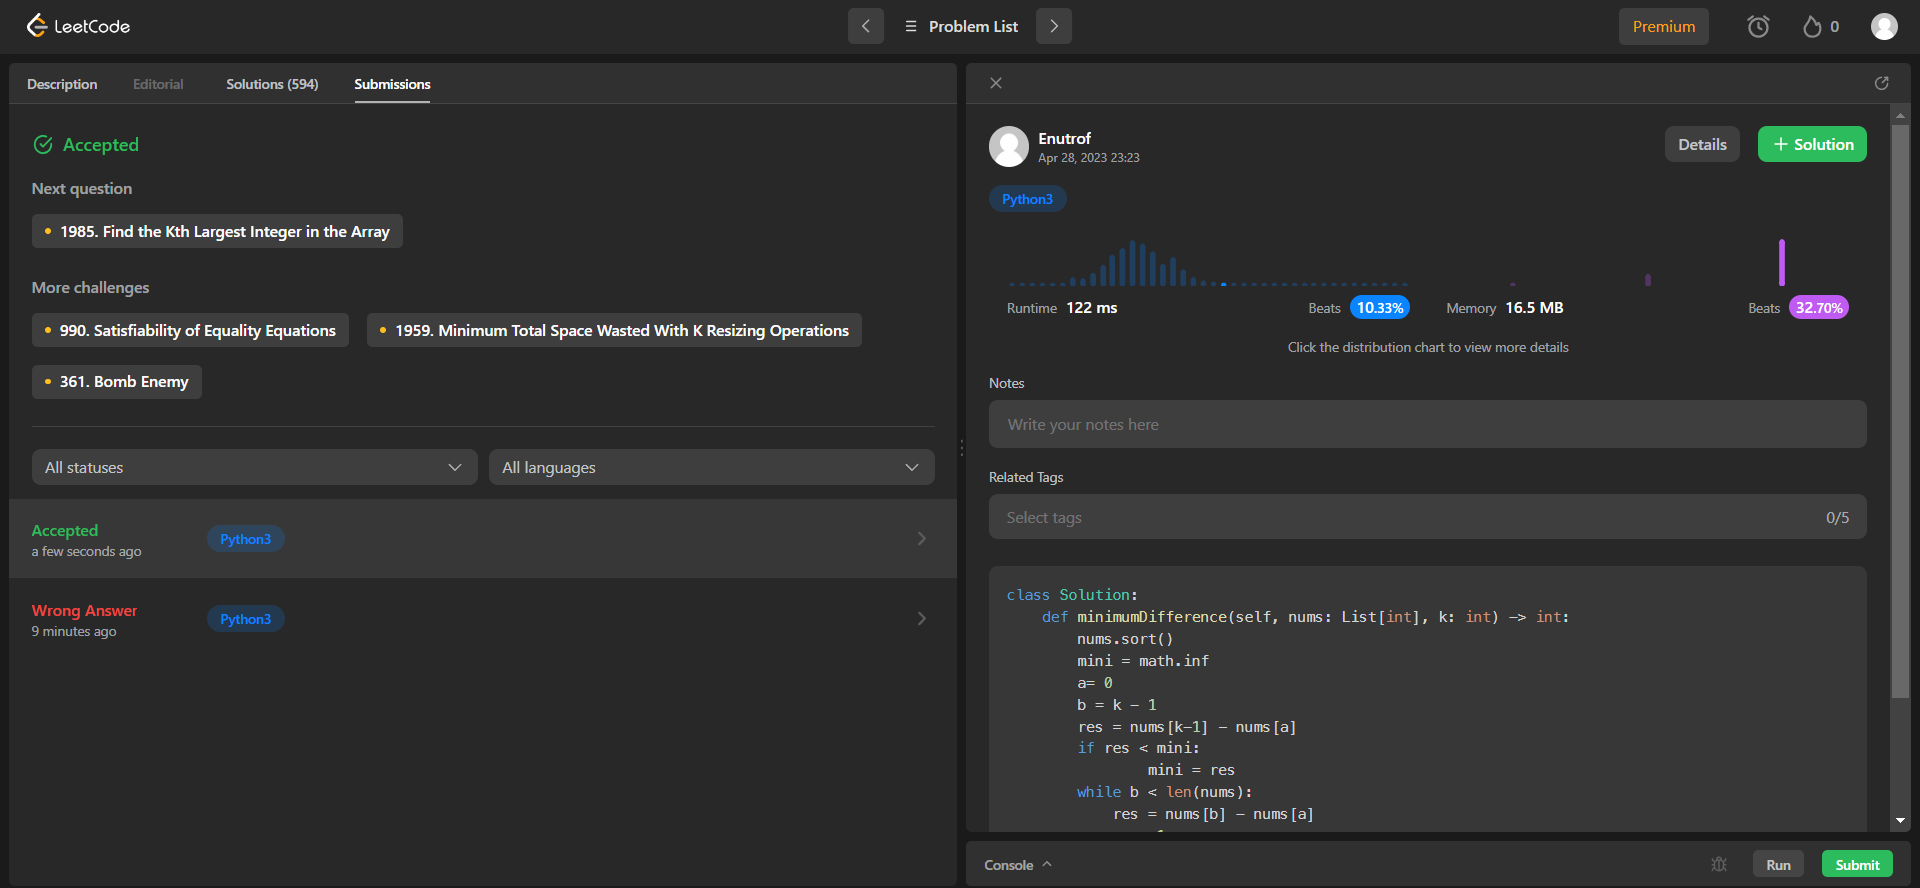 LeetCode
Problem List
Premium
0
Description
Editorial
Solutions (594)
Submissions
Accepted
Next question
1985. Find the Kth Largest Integer in the Array
More challenges
990. Satisfiability of Equality Equations
1959. Minimum Total Space Wasted With K Resizing Operations
361. Bomb Enemy
All statuses
All languages
Accepted
a few seconds ago
Python3
Wrong Answer
9 minutes ago
Python3
Enutrof
Apr 28, 2023 23:23
Details
+ Solution
Python3
Runtime 122 ms
Beats 10.33%
Memory 16.5 MB
Beats 32.70%
Click the distribution chart to view more details
Notes
Write your notes here
Related Tags
Select tags
0/5
class Solution:
    def minimumDifference(self, nums: List[int], k: int) -> int:
        nums.sort()
        mini = math.inf
        a= 0
        b = k - 1
        res = nums[k-1] - nums[a]
        if res < mini:
                mini = res
        while b < len(nums):
            res = nums[b] - nums[a]
Console
Run
Submit